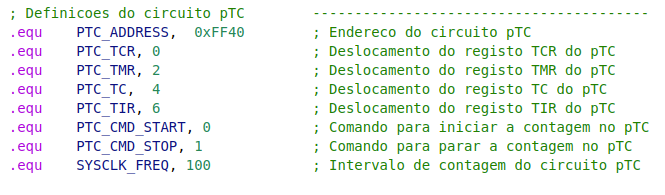 ; Definicoes do circuito pTC ----------------------------------------
.equ PTC_ADDRESS, 0xFF40 ; Endereco do circuito pTC
.equ PTC_TCR, 0 ; Deslocamento do registo TCR do pTC
.equ PTC_TMR, 2 ; Deslocamento do registo TMR do pTC
.equ PTC_TC, 4 ; Deslocamento do registo TC do pTC
.equ PTC_TIR, 6 ; Deslocamento do registo TIR do pTC
.equ PTC_CMD_START, 0 ; Comando para iniciar a contagem no pTC
.equ PTC_CMD_STOP, 1 ; Comando para parar a contagem no pTC
.equ SYSCLK_FREQ, 100 ; Intervalo de contagem do circuito pTC